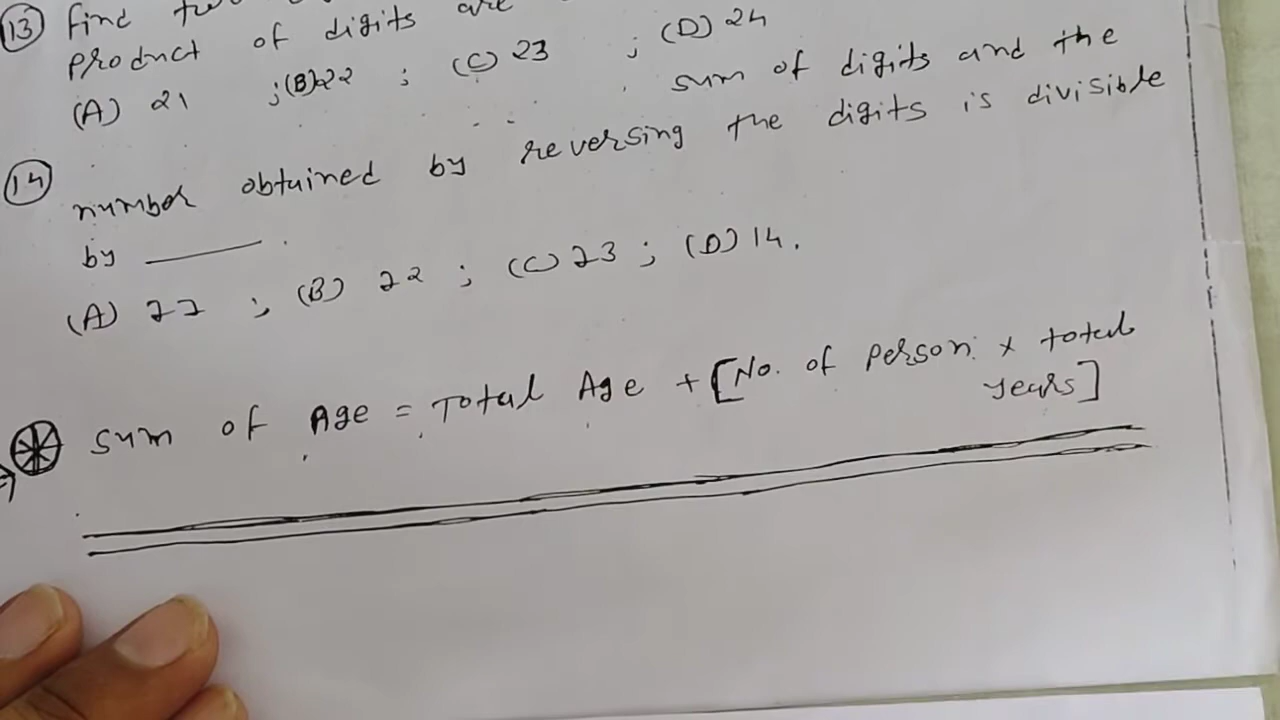 (13) Find
product of digits are
(A) 21 ; (B) 22 ; (C) 23 ; (D) 24
(14) sum of digits and the
number obtained by reversing the digits is divisible
by ———.
(A) 77 ; (B) 22 ; (C) 23 ; (D) 14.
Sum of Age = Total Age + [No. of person × total
years]